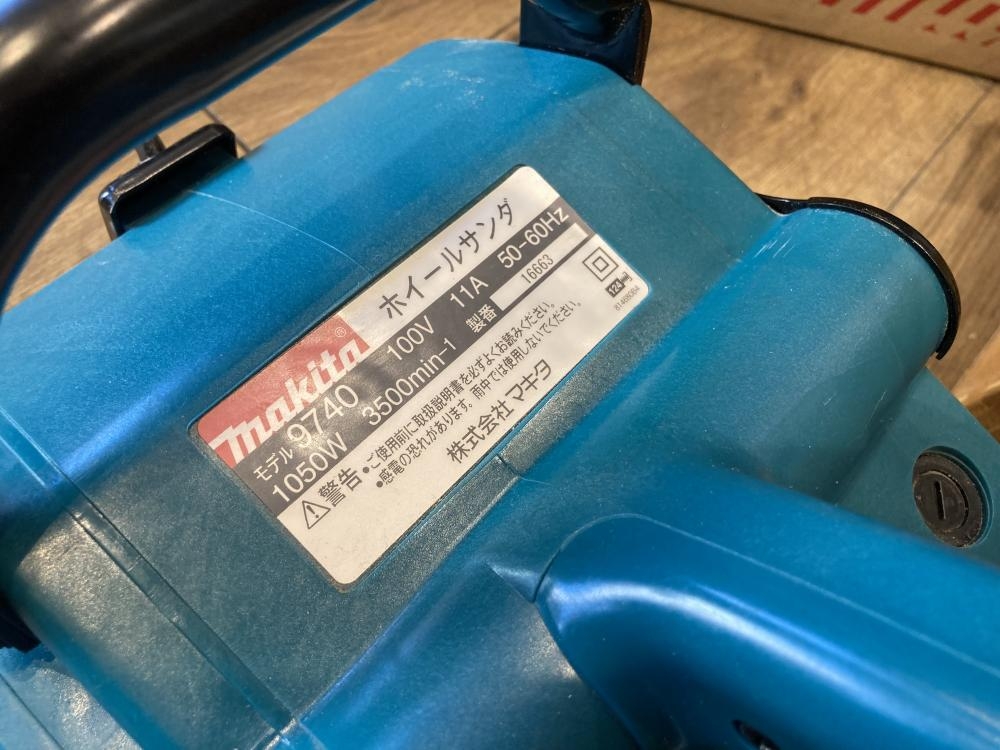 makita® ホイールサンダ
モデル 9740 100V 11A 50-60Hz
1050W 3500min-1 製番 16663
警告 •ご使用前に取扱説明書を必ずよくお読みください。
•感電の恐れがあります。雨中では使用しないでください。
株式会社 マキタ
124